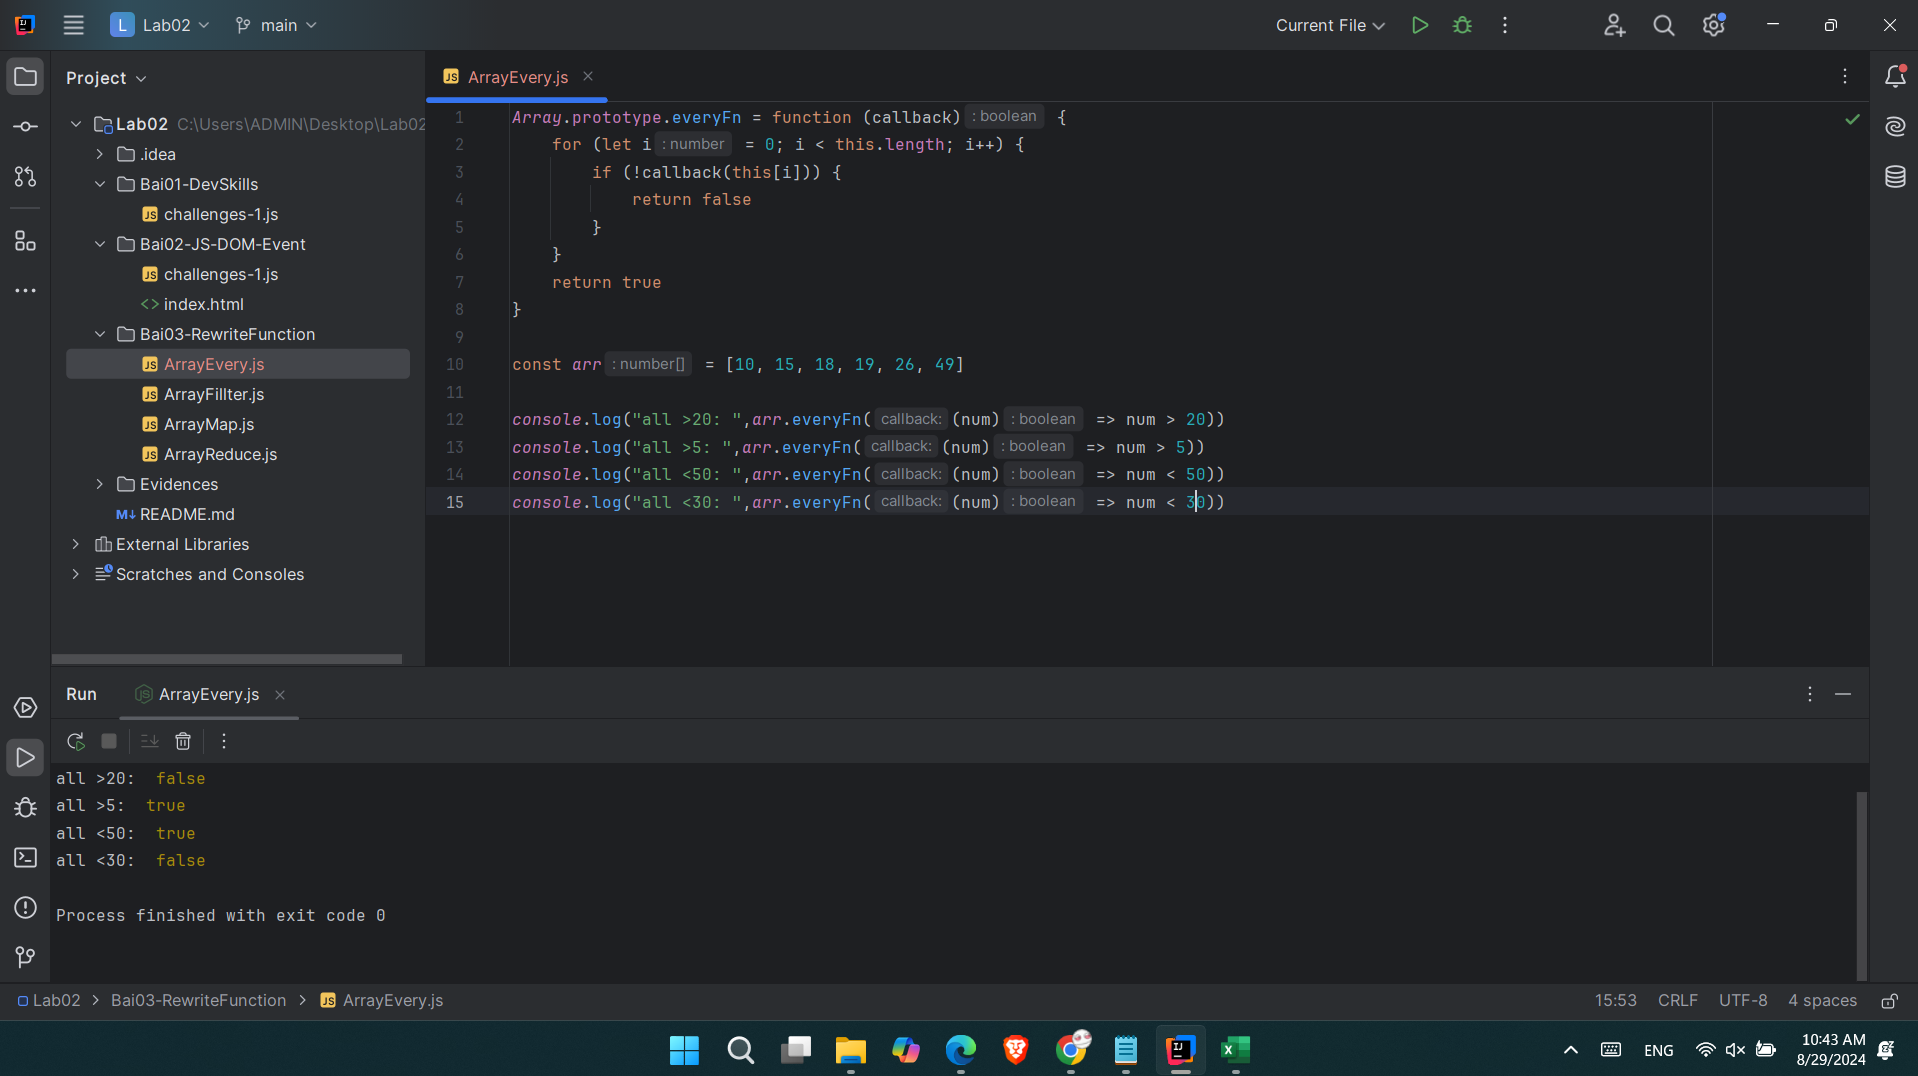 L Lab02 main Current File
Project
ArrayEvery.js
Lab02 C:\Users\ADMIN\Desktop\Lab02
.idea
Bai01-DevSkills
JS challenges-1.js
Bai02-JS-DOM-Event
JS challenges-1.js
<> index.html
Bai03-RewriteFunction
JS ArrayEvery.js
JS ArrayFillter.js
JS ArrayMap.js
JS ArrayReduce.js
Evidences
M↓ README.md
External Libraries
Scratches and Consoles
1 Array.prototype.everyFn = function (callback) : boolean {
2 for (let i : number = 0; i < this.length; i++) {
3 if (!callback(this[i])) {
4 return false
5 }
6 }
7 return true
8 }
9
10 const arr : number[] = [10, 15, 18, 19, 26, 49]
11
12 console.log("all >20: ",arr.everyFn( callback: (num) : boolean => num > 20))
13 console.log("all >5: ",arr.everyFn( callback: (num) : boolean => num > 5))
14 console.log("all <50: ",arr.everyFn( callback: (num) : boolean => num < 50))
15 console.log("all <30: ",arr.everyFn( callback: (num) : boolean => num < 30))
Run JS ArrayEvery.js
all >20:  false
all >5:  true
all <50:  true
all <30:  false
Process finished with exit code 0
Lab02 > Bai03-RewriteFunction > JS ArrayEvery.js 15:53 CRLF UTF-8 4 spaces
ENG 10:43 AM
8/29/2024